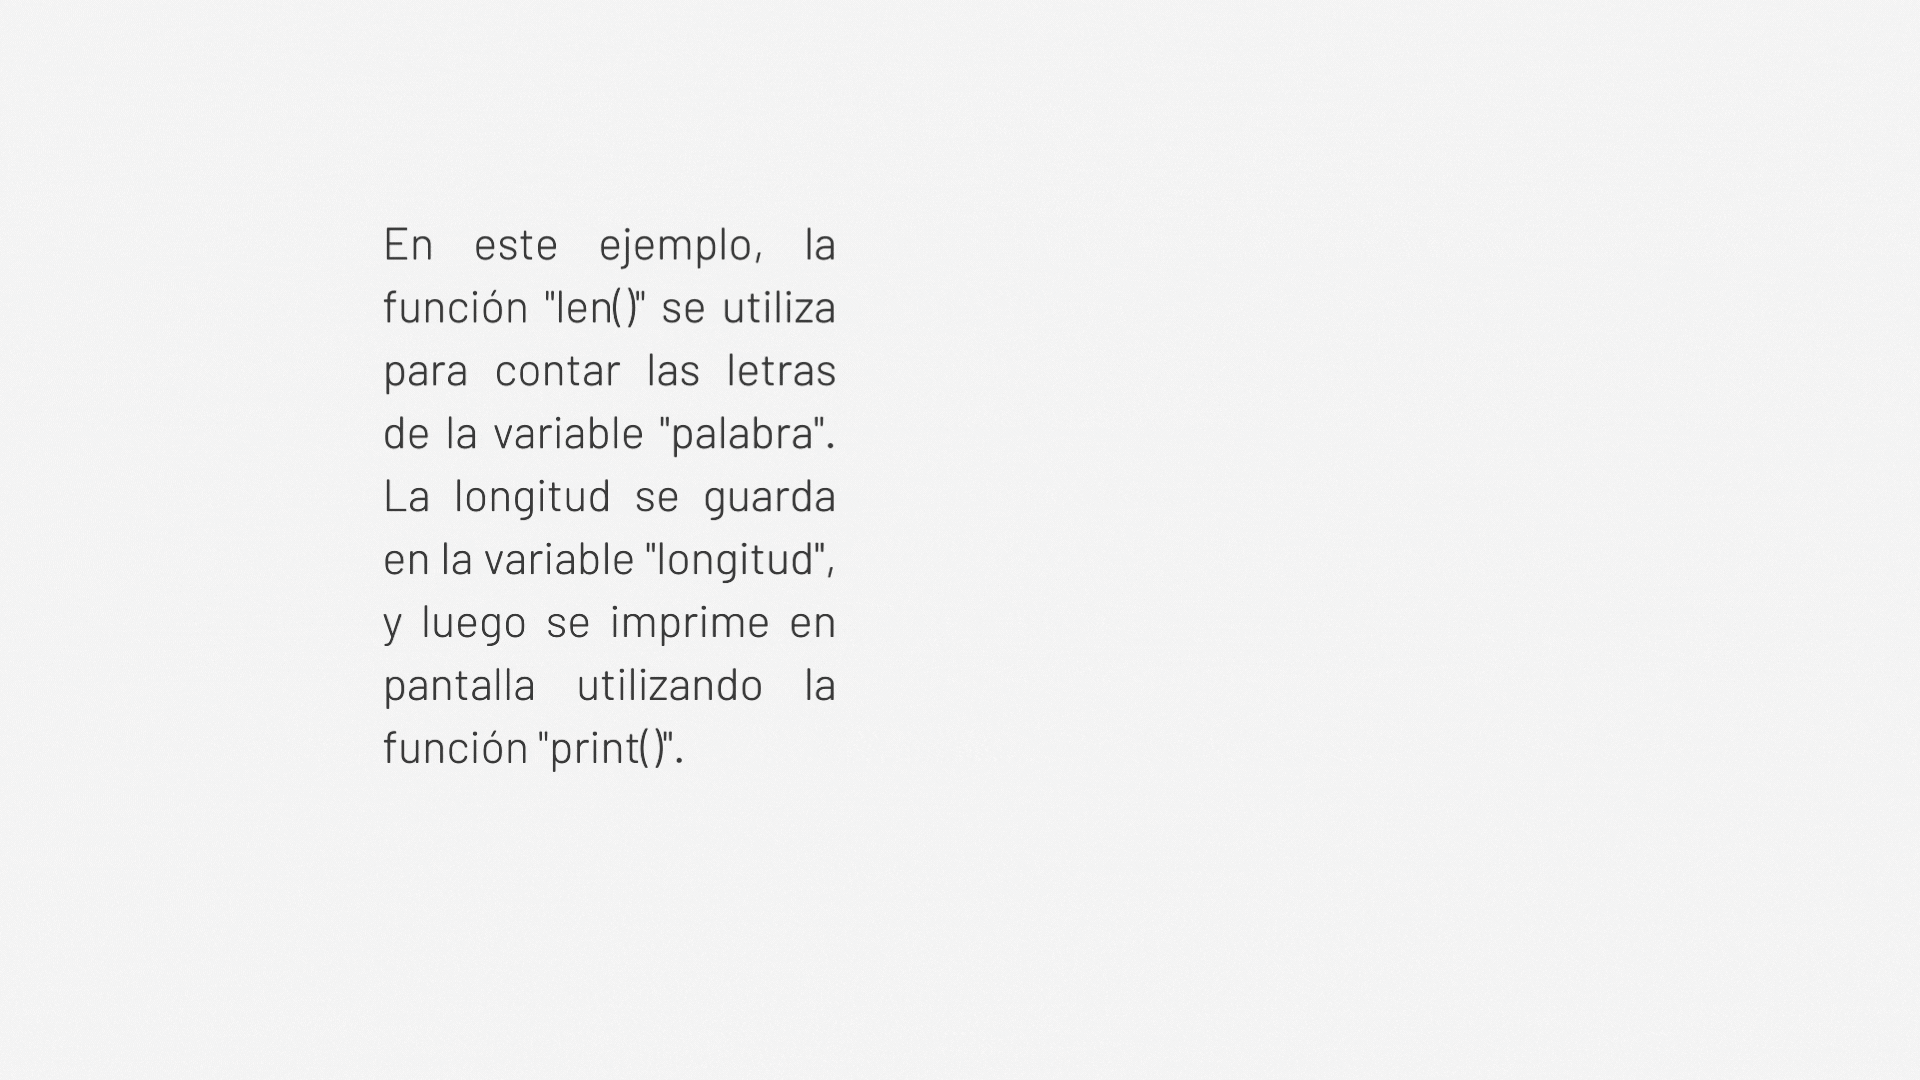 En este ejemplo, la
función "len()" se utiliza
para contar las letras
de la variable "palabra".
La longitud se guarda
en la variable "longitud",
y luego se imprime en
pantalla utilizando la
función "print()".